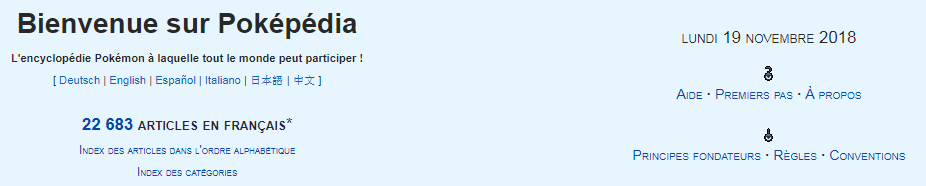 Bienvenue sur Poképédia
L'encyclopédie Pokémon à laquelle tout le monde peut participer !
[ Deutsch | English | Español | Italiano | 日本語 | 中文 ]
22 683 articles en français*
Index des articles dans l'ordre alphabétique
Index des catégories
lundi 19 novembre 2018
Aide · Premiers pas · À propos
Principes fondateurs · Règles · Conventions